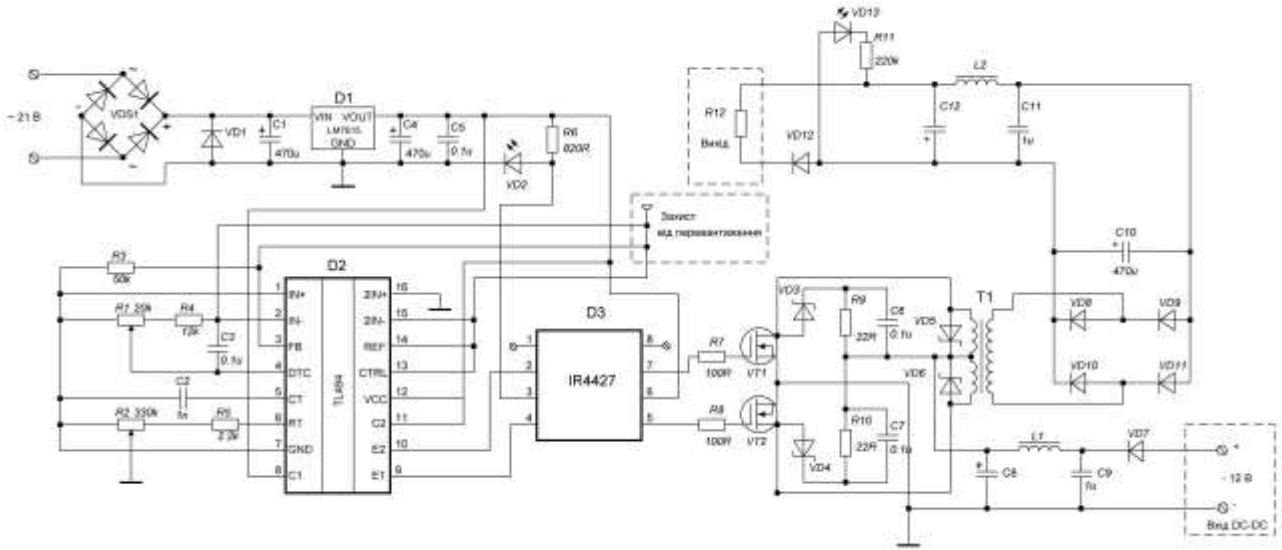 VD13
R11
220k
L2
~ 21 В
VDS1
~
~
-
+
VD1
C1
470u
D1
VIN VOUT
LM7815
GND
C4
470u
C5
0.1u
VD2
R6
820R
R12
Вихід
VD12
C12
C11
1u
Захист
від перевантаження
C10
470u
R3
50k
R1 20k
R4
12k
C3
0.1u
C2
1n
R2 330k
R5
2.2k
D2
TL494
1 IN+
2 IN-
3 FB
4 DTC
5 CT
6 RT
7 GND
8 C1
2IN+ 16
2IN- 15
REF 14
CTRL 13
VCC 12
C2 11
E2 10
E1 9
D3
IR4427
1
2
3
4
8
7
6
5
R7
100R
R8
100R
VT1
VT2
VD3
VD4
R9
22R
C6
0.1u
R10
22R
C7
0.1u
VD5
VD6
T1
VD8
VD9
VD10
VD11
C8
L1
C9
1u
VD7
+
- 12 В
-
Вхід DC-DC